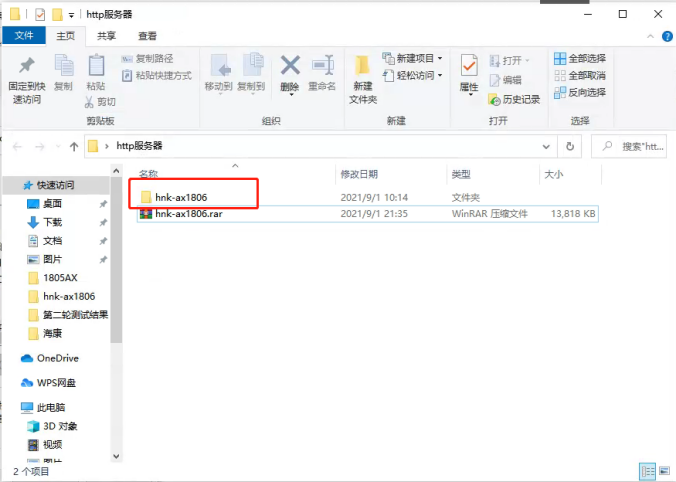 http服务器
文件 主页 共享 查看
固定到快速访问 复制 粘贴 复制路径 粘贴快捷方式 剪切 移动到 复制到 删除 重命名 新建文件夹 新建项目 轻松访问 属性 打开 编辑 历史记录 全部选择 全部取消 反向选择
剪贴板 组织 新建 打开 选择
http服务器 搜索"htt...
名称 修改日期 类型 大小
hnk-ax1806 2021/9/1 10:14 文件夹
hnk-ax1806.rar 2021/9/1 21:35 WinRAR 压缩文件 13,818 KB
快速访问
桌面
下载
文档
图片
1805AX
hnk-ax1806
第二轮测试结果
海康
OneDrive
WPS网盘
此电脑
3D 对象
视频
图片
2 个项目